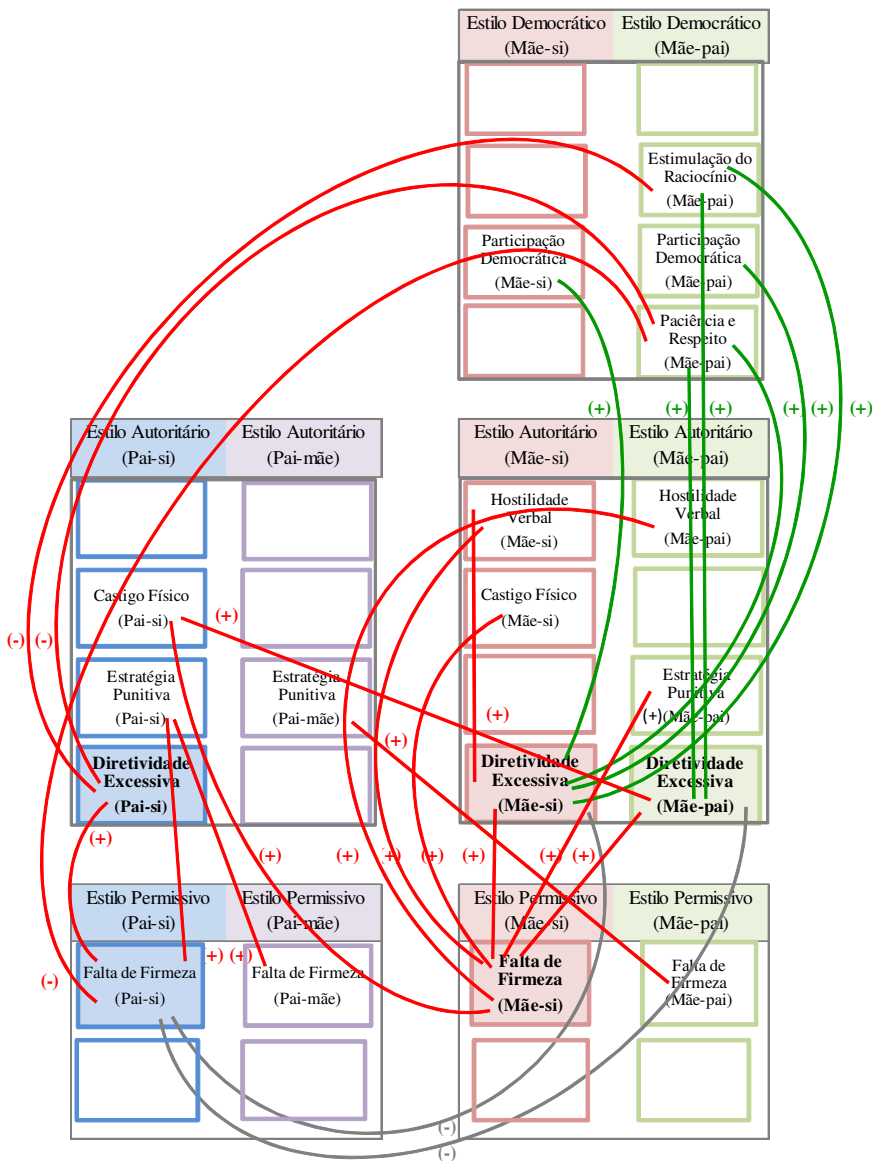 Estilo Democrático
(Mãe-si)
Estilo Democrático
(Mãe-pai)
Estimulação do
Raciocínio
(Mãe-pai)
Participação
Democrática
(Mãe-si)
Participação
Democrática
(Mãe-pai)
Paciência e
Respeito
(Mãe-pai)
(+)
(+)
(+)
(+)
(+)
(+)
Estilo Autoritário
(Pai-si)
Estilo Autoritário
(Pai-mãe)
Estilo Autoritário
(Mãe-si)
Estilo Autoritário
(Mãe-pai)
Hostilidade
Verbal
(Mãe-si)
Hostilidade
Verbal
(Mãe-pai)
Castigo Físico
(Pai-si)
(+)
Castigo Físico
(Mãe-si)
(-)
(-)
(-)
Estratégia
Punitiva
(Pai-si)
Estratégia
Punitiva
(Pai-mãe)
Estratégia
Punitiva
(+)(Mãe-pai)
(+)
(+)
Diretividade
Excessiva
(Pai-si)
Diretividade
Excessiva
(Mãe-si)
Diretividade
Excessiva
(Mãe-pai)
(+)
(+)
(+)
(+)
(+)
(+)
(+)
(+)
Estilo Permissivo
(Pai-si)
Estilo Permissivo
(Pai-mãe)
Estilo Permissivo
(Mãe-si)
Estilo Permissivo
(Mãe-pai)
(+)
(+)
Falta de Firmeza
(Pai-si)
Falta de Firmeza
(Pai-mãe)
Falta de
Firmeza
(Mãe-si)
Falta de
Firmeza
(Mãe-pai)
(-)
(-)
(-)